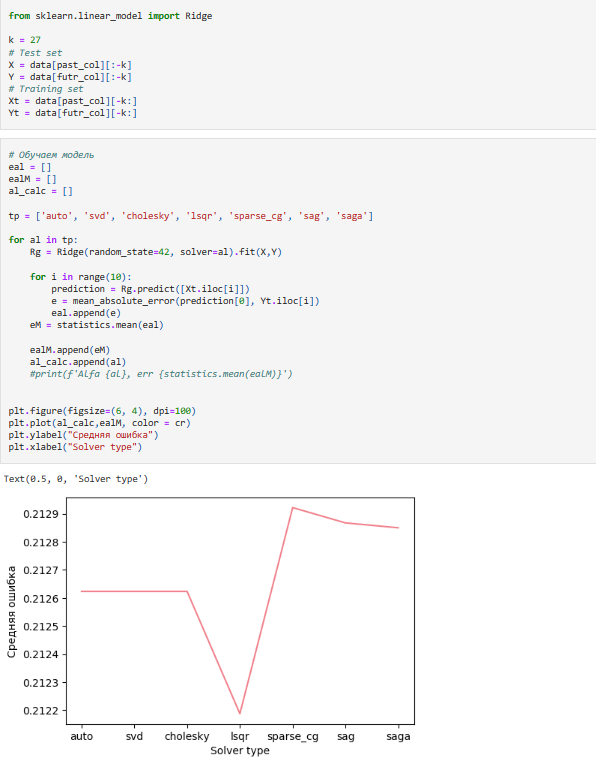 from sklearn.linear_model import Ridge
k = 27
# Test set
X = data[past_col][:-k]
Y = data[futr_col][:-k]
# Training set
Xt = data[past_col][-k:]
Yt = data[futr_col][-k:]
# Обучаем модель
eal = []
ealM = []
al_calc = []
tp = ['auto', 'svd', 'cholesky', 'lsqr', 'sparse_cg', 'sag', 'saga']
for al in tp:
    Rg = Ridge(random_state=42, solver=al).fit(X,Y)
    for i in range(10):
        prediction = Rg.predict([Xt.iloc[i]])
        e = mean_absolute_error(prediction[0], Yt.iloc[i])
        eal.append(e)
    eM = statistics.mean(eal)
    ealM.append(eM)
    al_calc.append(al)
    #print(f'Alfa {al}, err {statistics.mean(ealM)}')
plt.figure(figsize=(6, 4), dpi=100)
plt.plot(al_calc,ealM, color = cr)
plt.ylabel("Средняя ошибка")
plt.xlabel("Solver type")
Text(0.5, 0, 'Solver type')
0.2129
0.2128
0.2127
0.2126
0.2125
0.2124
0.2123
0.2122
Средняя ошибка
auto svd cholesky lsqr sparse_cg sag saga
Solver type